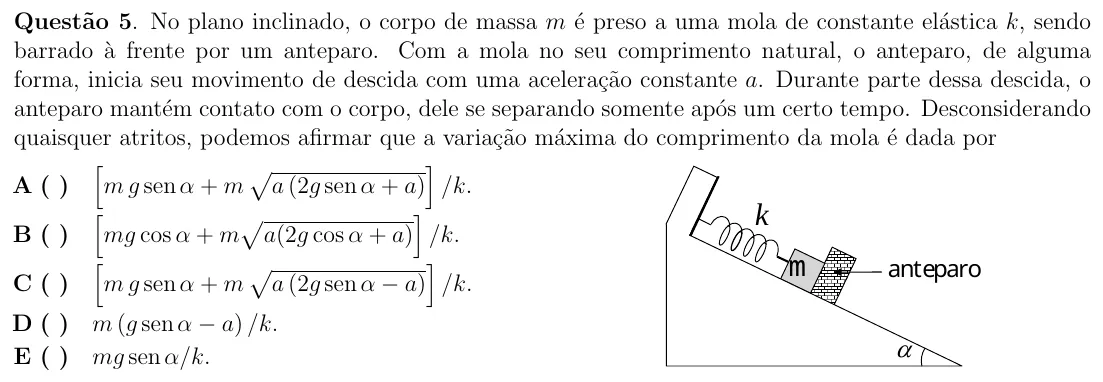 Questão 5. No plano inclinado, o corpo de massa m é preso a uma mola de constante elástica k, sendo
barrado à frente por um anteparo. Com a mola no seu comprimento natural, o anteparo, de alguma
forma, inicia seu movimento de descida com uma aceleração constante a. Durante parte dessa descida, o
anteparo mantém contato com o corpo, dele se separando somente após um certo tempo. Desconsiderando
quaisquer atritos, podemos afirmar que a variação máxima do comprimento da mola é dada por
A ( ) [m g sen α + m √(a (2g sen α + a))] /k.
B ( ) [mg cos α + m√(a(2g cos α + a))] /k.
C ( ) [m g sen α + m √(a (2g sen α − a))] /k.
D ( ) m (g sen α − a) /k.
E ( ) mg sen α/k.
k
m
anteparo
α